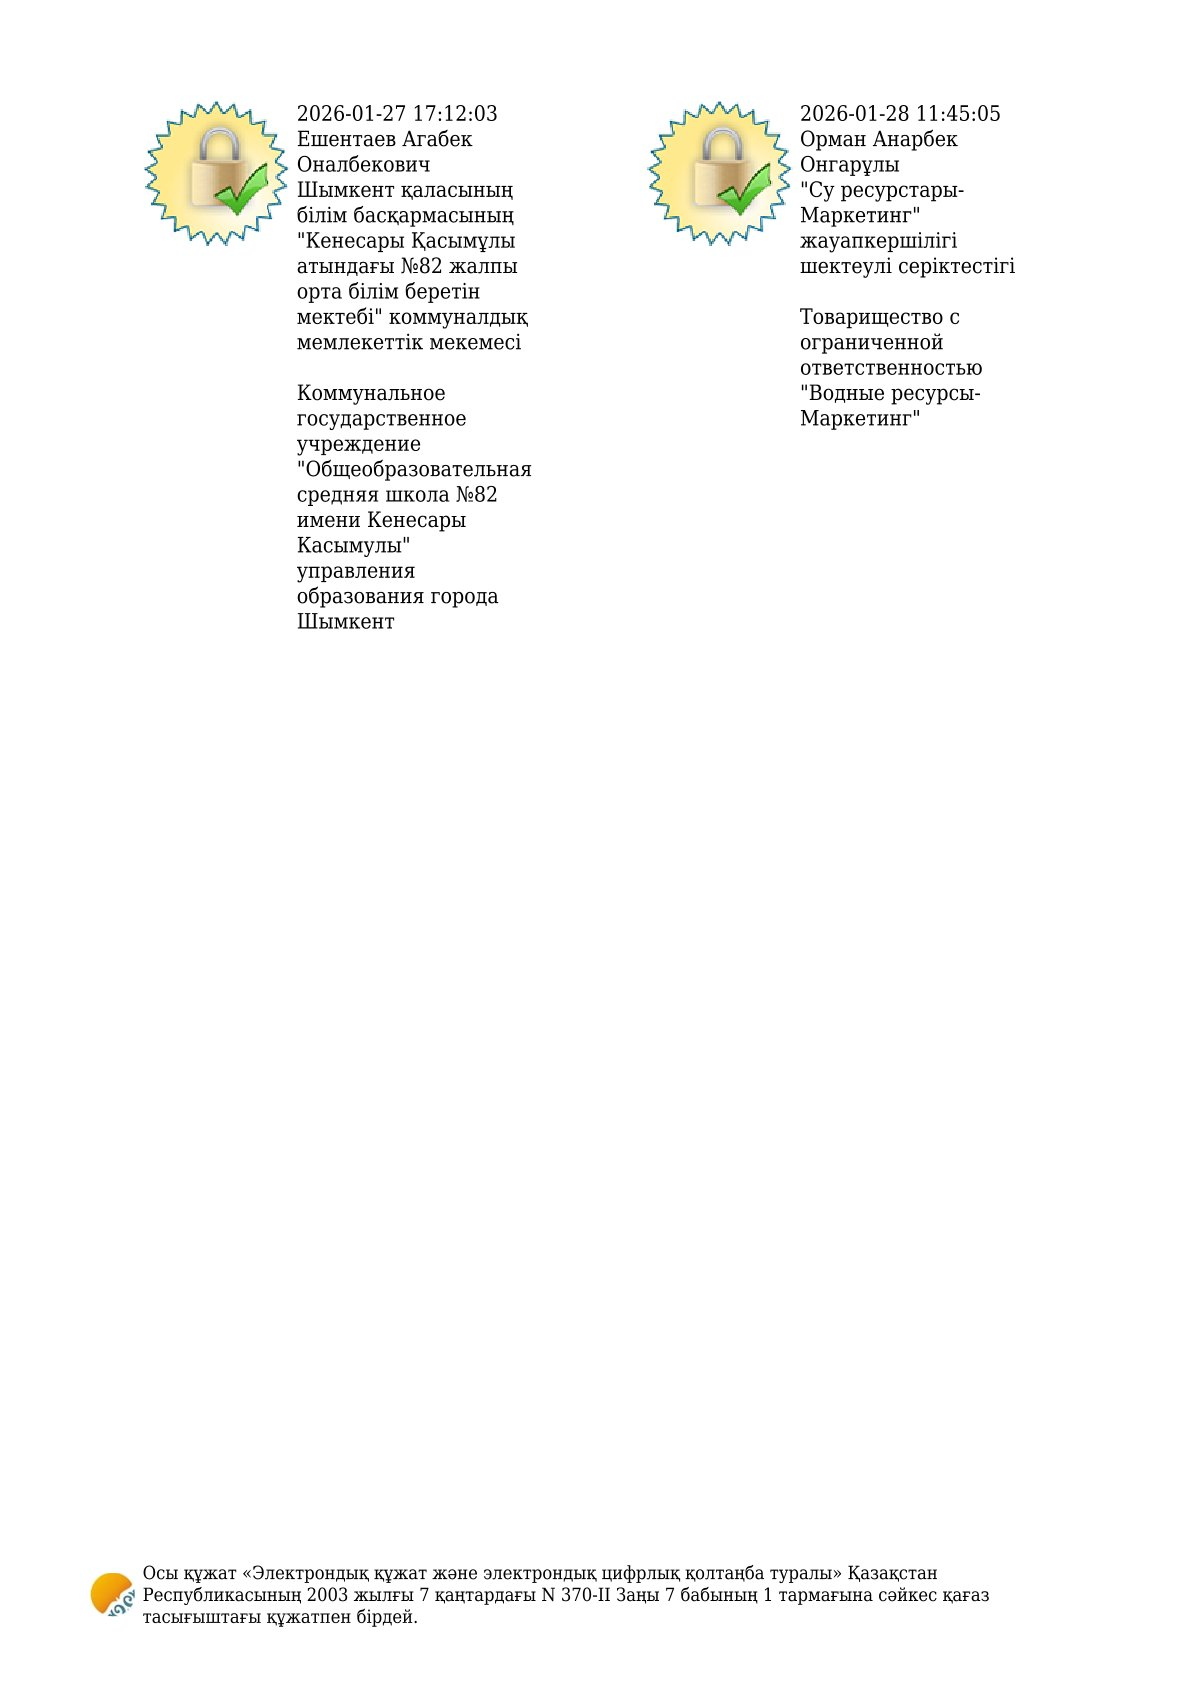 2026-01-27 17:12:03
Ешентаев Агабек
Оналбекович
Шымкент қаласының
білім басқармасының
"Кенесары Қасымұлы
атындағы №82 жалпы
орта білім беретін
мектебі" коммуналдық
мемлекеттік мекемесі
Коммунальное
государственное
учреждение
"Общеобразовательная
средняя школа №82
имени Кенесары
Касымулы"
управления
образования города
Шымкент
2026-01-28 11:45:05
Орман Анарбек
Онгарұлы
"Су ресурстары-
Маркетинг"
жауапкершілігі
шектеулі серіктестігі
Товарищество с
ограниченной
ответственностью
"Водные ресурсы-
Маркетинг"
Осы құжат «Электрондық құжат және электрондық цифрлық қолтаңба туралы» Қазақстан
Республикасының 2003 жылғы 7 қаңтардағы N 370-II Заңы 7 бабының 1 тармағына сәйкес қағаз
тасығыштағы құжатпен бірдей.